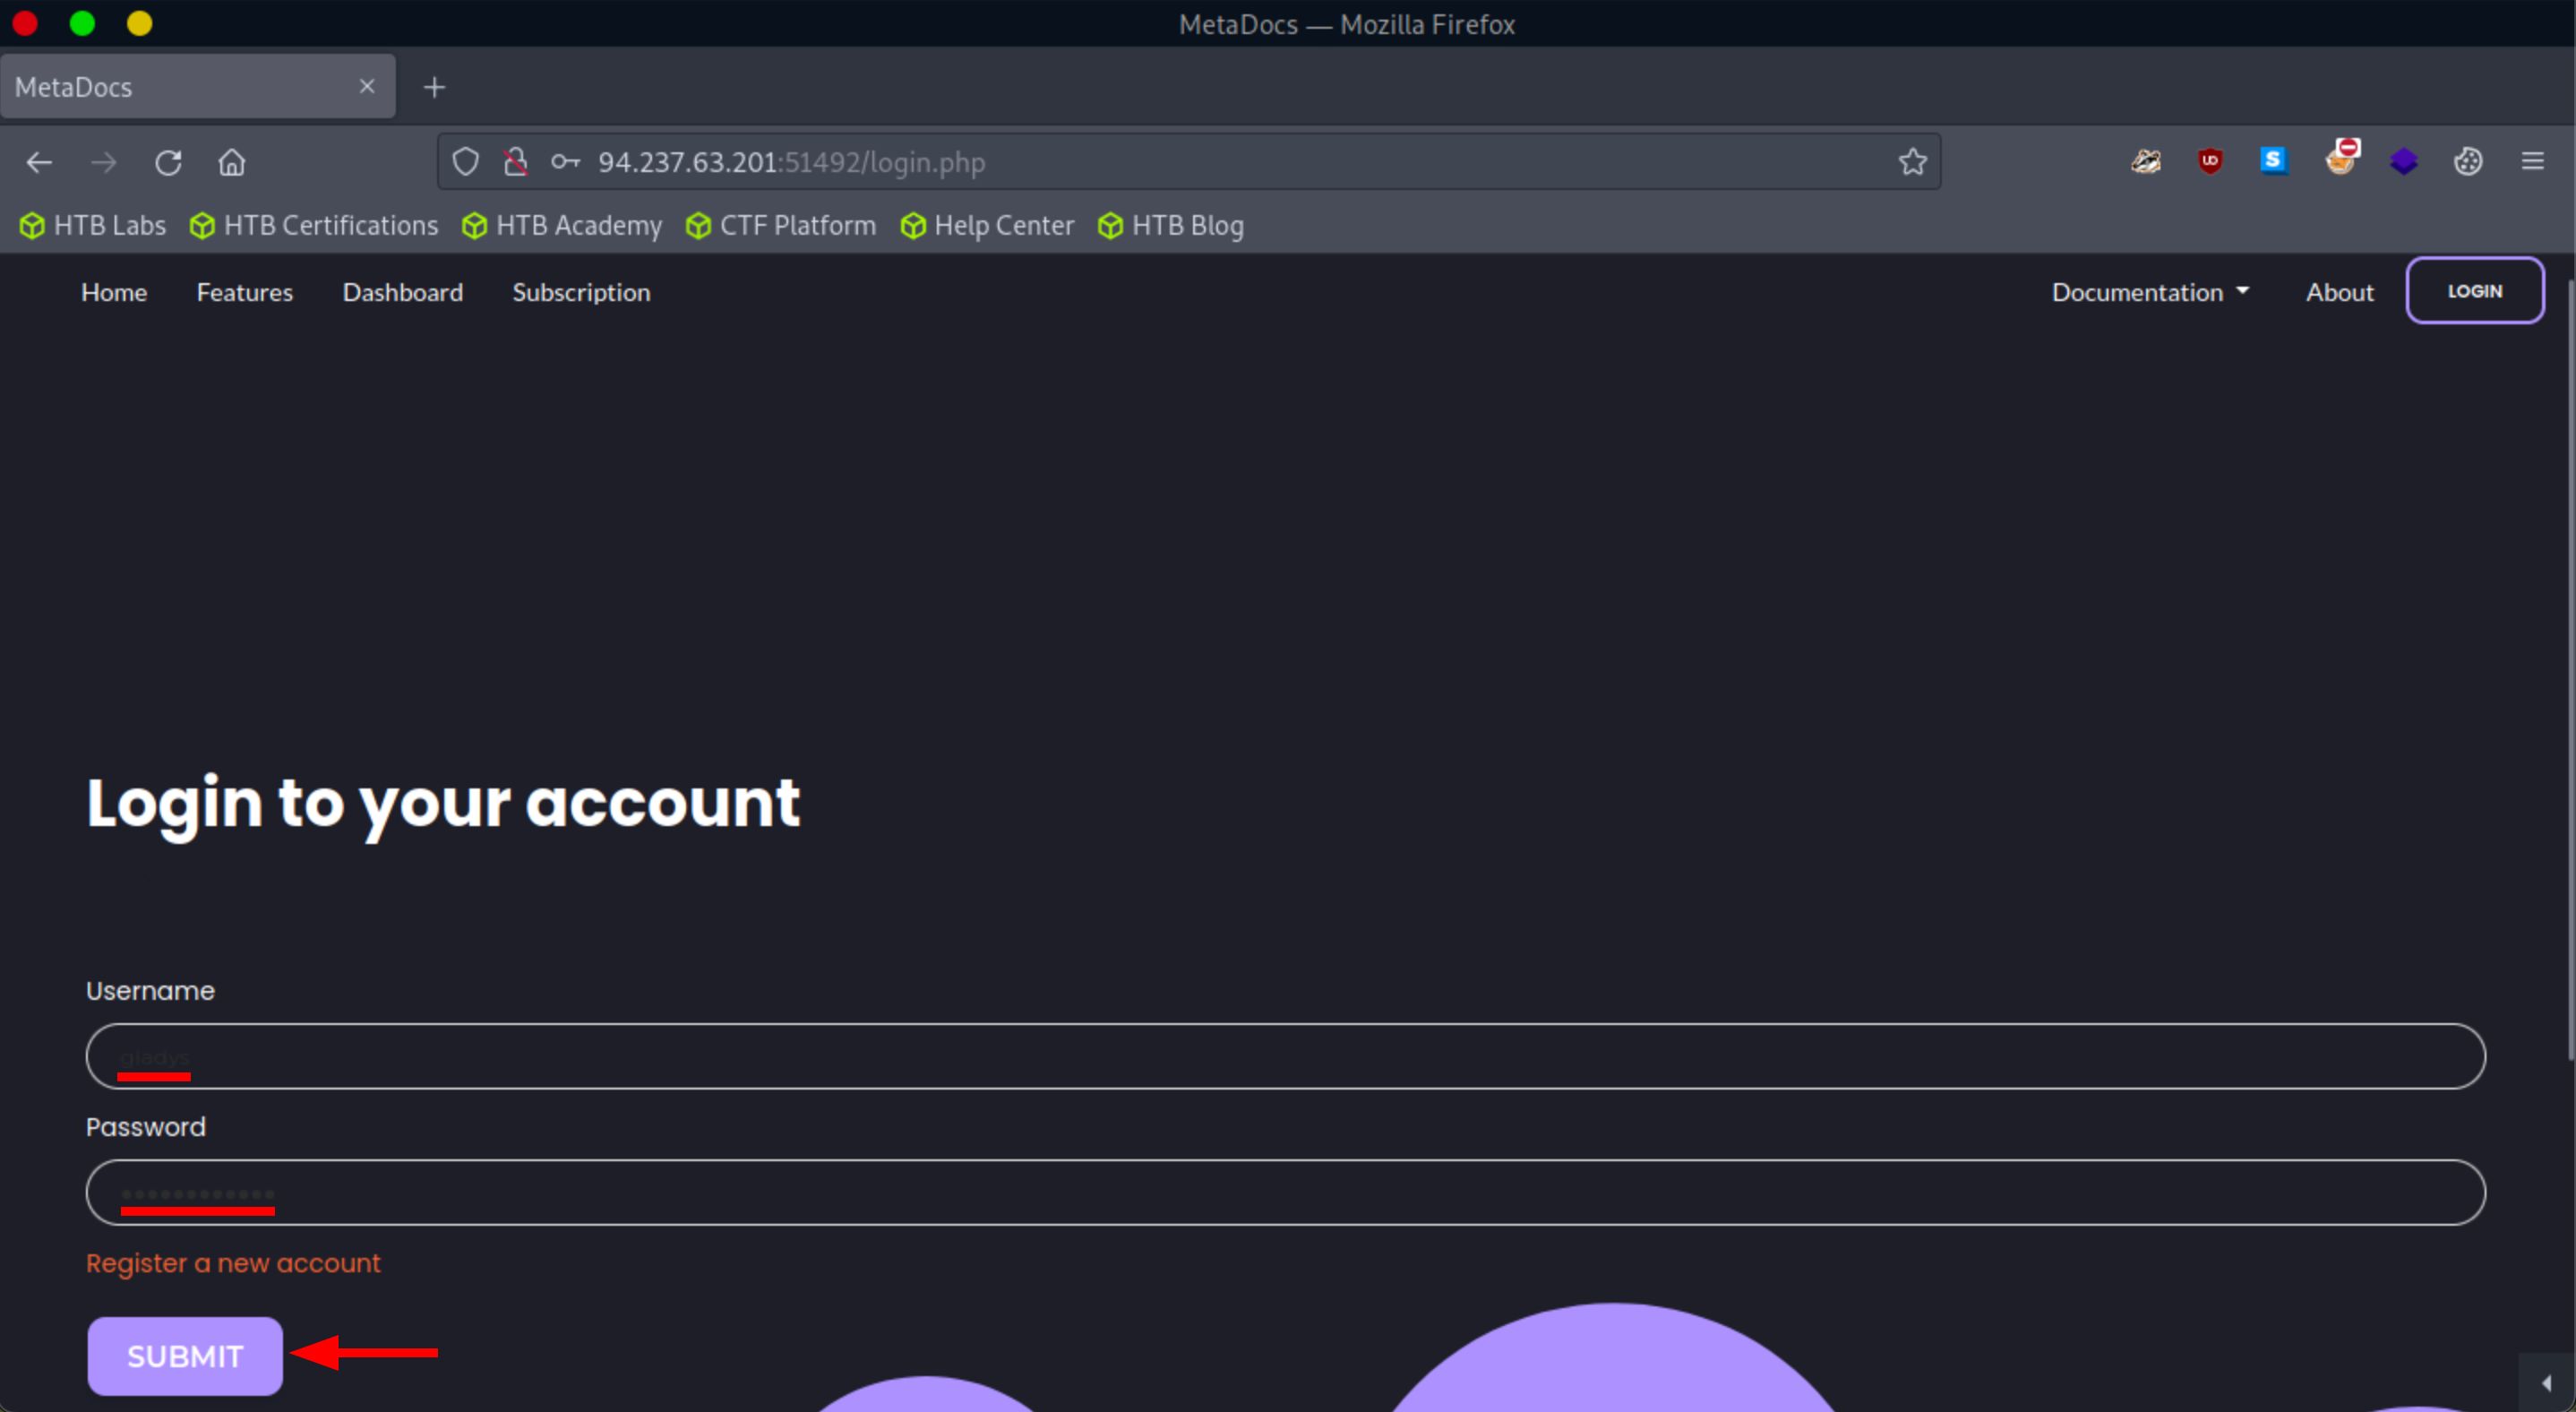 MetaDocs — Mozilla Firefox
MetaDocs
94.237.63.201:51492/login.php
HTB Labs HTB Certifications HTB Academy CTF Platform Help Center HTB Blog
Home Features Dashboard Subscription Documentation About LOGIN
Login to your account
Username
gladys
Password
Register a new account
SUBMIT